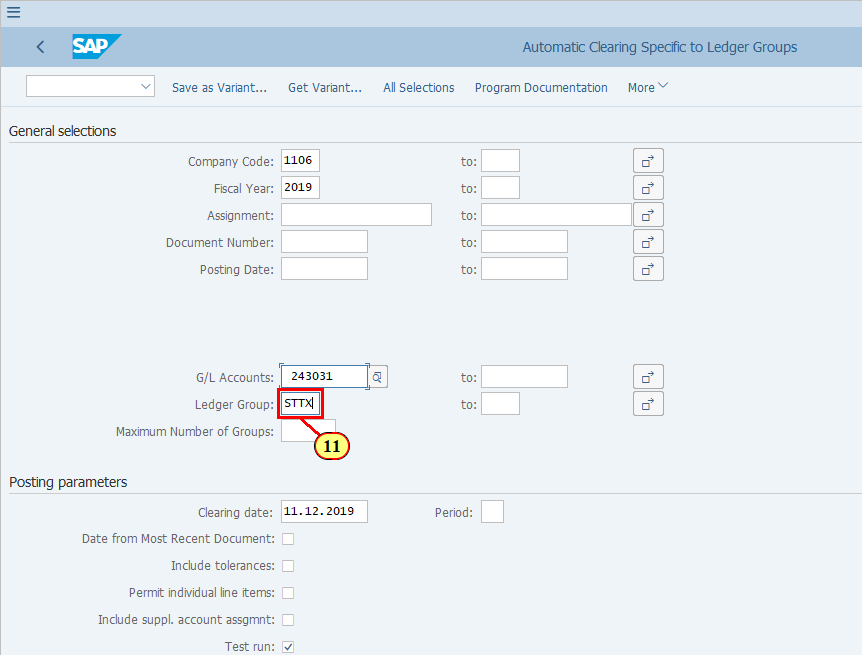 SAP
Automatic Clearing Specific to Ledger Groups
Save as Variant... Get Variant... All Selections Program Documentation More
General selections
Company Code: 1106 to:
Fiscal Year: 2019 to:
Assignment: to:
Document Number: to:
Posting Date: to:
G/L Accounts: 243031 to:
Ledger Group: STTX to:
Maximum Number of Groups:
11
Posting parameters
Clearing date: 11.12.2019 Period:
Date from Most Recent Document:
Include tolerances:
Permit individual line items:
Include suppl. account assgmnt:
Test run: